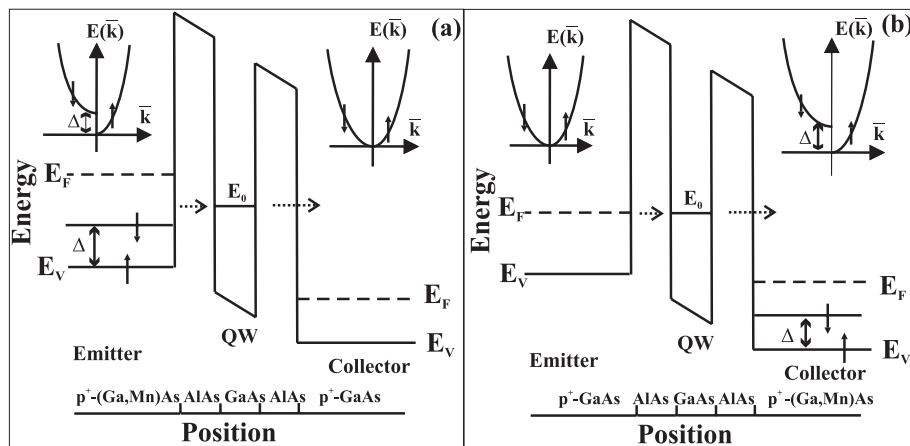 (a)
E(k̅)
Δ
k̅
E(k̅)
k̅
E_F
E_0
Energy
Δ
E_V
E_F
QW
E_V
Emitter
Collector
p⁺-(Ga,Mn)As AlAs GaAs AlAs p⁺-GaAs
Position
(b)
E(k̅)
k̅
E(k̅)
Δ
k̅
E_F
E_0
Energy
E_V
E_F
Δ
QW
E_V
Emitter
Collector
p⁺-GaAs AlAs GaAs AlAs p⁺-(Ga,Mn)As
Position